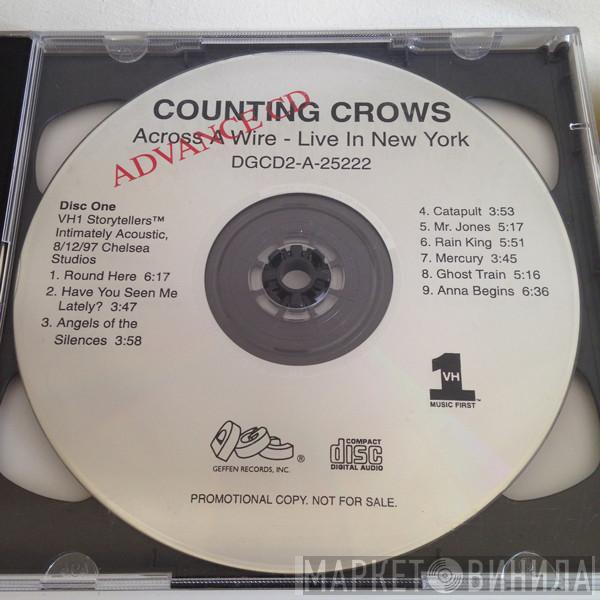 COUNTING CROWS
Across A Wire - Live In New York
ADVANCE CD
DGCD2-A-25222
Disc One
VH1 Storytellers™
Intimately Acoustic,
8/12/97 Chelsea
Studios
1. Round Here 6:17
2. Have You Seen Me
Lately? 3:47
3. Angels of the
Silences 3:58
4. Catapult 3:53
5. Mr. Jones 5:17
6. Rain King 5:51
7. Mercury 3:45
8. Ghost Train 5:16
9. Anna Begins 6:36
VH1
MUSIC FIRST™
GEFFEN RECORDS, INC.®
COMPACT
disc
DIGITAL AUDIO
PROMOTIONAL COPY. NOT FOR SALE.
МАРКЕТ ВИНИЛА